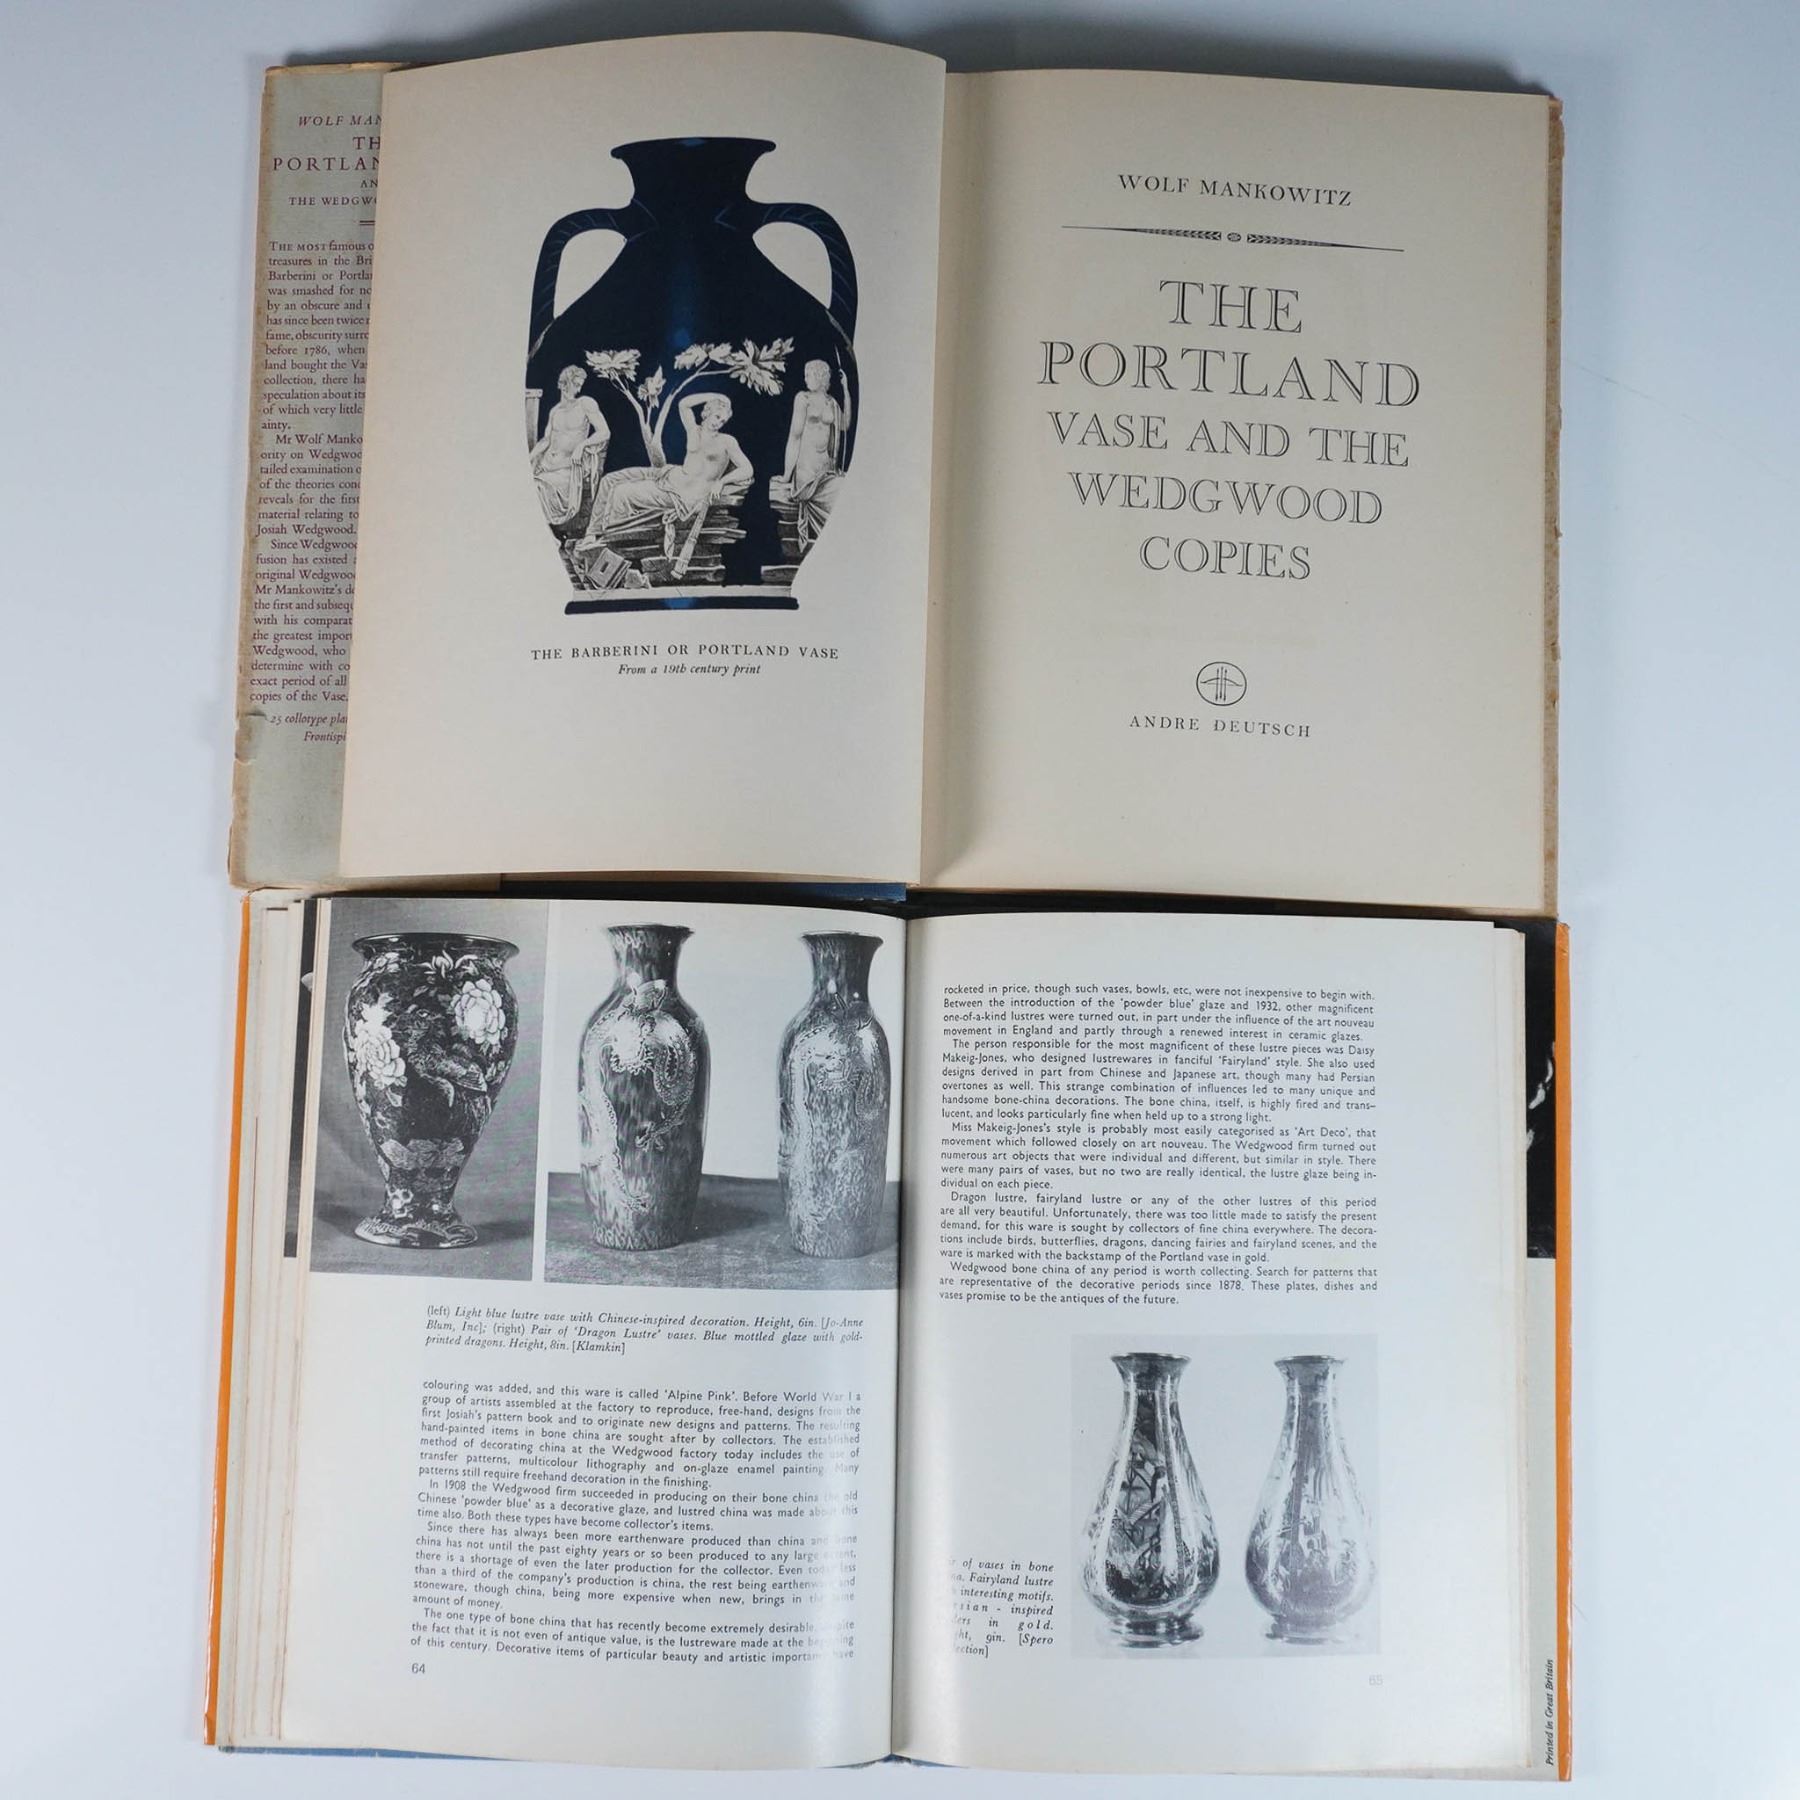 WOLF
PORTLAN
THE
THE MOST famous
treasures in the
Barberini or
was smashed for
by an obscure and
has since been twice
fame, obscurity
before 1786, when
land bought the
collection, there
speculation about
of which very little
ainty.
Mr Wolf
ority on
tailed examination
of the theories
reveals for the first
material relating to
Josiah Wedgwood.
Since
fusion has existed
original
Mr Mankowitz's
the first and
with his
the greatest
Wedgwood, who
determine with
exact period of all
copies of the Vase.
25 collotype
THE BARBERINI OR PORTLAND VASE
From a 19th century print
WOLF MANKOWITZ
THE
PORTLAND
VASE AND THE
WEDGWOOD
COPIES
ANDRE DEUTSCH
(left) Light blue lustre vase with Chinese-inspired decoration. Height, 6in. [Jo-Anne
Blum, Inc]; (right) Pair of 'Dragon Lustre' vases. Blue mottled glaze with gold-
printed dragons. Height, 8in. [Klamkin]
colouring was added, and this ware is called 'Alpine Pink'. Before World War I a
group of artists assembled at the factory to reproduce, free-hand, designs from the
first Josiah's pattern book and to originate new designs and patterns. The resulting
hand-painted items in bone china are sought after by collectors. The established
method of decorating china at the Wedgwood factory today includes the use of
transfer patterns, multicolour lithography and on-glaze enamel painting. Many
patterns still require freehand decoration in the finishing.
In 1908 the Wedgwood firm succeeded in producing on their bone china the old
Chinese 'powder blue' as a decorative glaze, and lustred china was made about this
time also. Both these types have become collector's items.
Since there has always been more earthenware produced than china and bone
china has not until the past eighty years or so been produced to any large extent,
there is a shortage of even the later production for the collector. Even today less
than a third of the company's production is china, the rest being earthenware and
stoneware, though china, being more expensive when new, brings in the same
amount of money.
The one type of bone china that has recently become extremely desirable, despite
the fact that it is not even of antique value, is the lustreware made at the beginning
of this century. Decorative items of particular beauty and artistic importance have
64
rocketed in price, though such vases, bowls, etc, were not inexpensive to begin with.
Between the introduction of the 'powder blue' glaze and 1932, other magnificent
one-of-a-kind lustres were turned out, in part under the influence of the art nouveau
movement in England and partly through a renewed interest in ceramic glazes.
The person responsible for the most magnificent of these lustre pieces was Daisy
Makeig-Jones, who designed lustrewares in fanciful 'Fairyland' style. She also used
designs derived in part from Chinese and Japanese art, though many had Persian
overtones as well. This strange combination of influences led to many unique and
handsome bone-china decorations. The bone china, itself, is highly fired and trans-
lucent, and looks particularly fine when held up to a strong light.
Miss Makeig-Jones's style is probably most easily categorised as 'Art Deco', that
movement which followed closely on art nouveau. The Wedgwood firm turned out
numerous art objects that were individual and different, but similar in style. There
were many pairs of vases, but no two are really identical, the lustre glaze being in-
dividual on each piece.
Dragon lustre, fairyland lustre or any of the other lustres of this period
are all very beautiful. Unfortunately, there was too little made to satisfy the present
demand, for this ware is sought by collectors of fine china everywhere. The decora-
tions include birds, butterflies, dragons, dancing fairies and fairyland scenes, and the
ware is marked with the backstamp of the Portland vase in gold.
Wedgwood bone china of any period is worth collecting. Search for patterns that
are representative of the decorative periods since 1878. These plates, dishes and
vases promise to be the antiques of the future.
of vases in bone
Fairyland lustre
interesting motifs.
inspired
in gold.
9in. [Spero
65
Printed in Great Britain